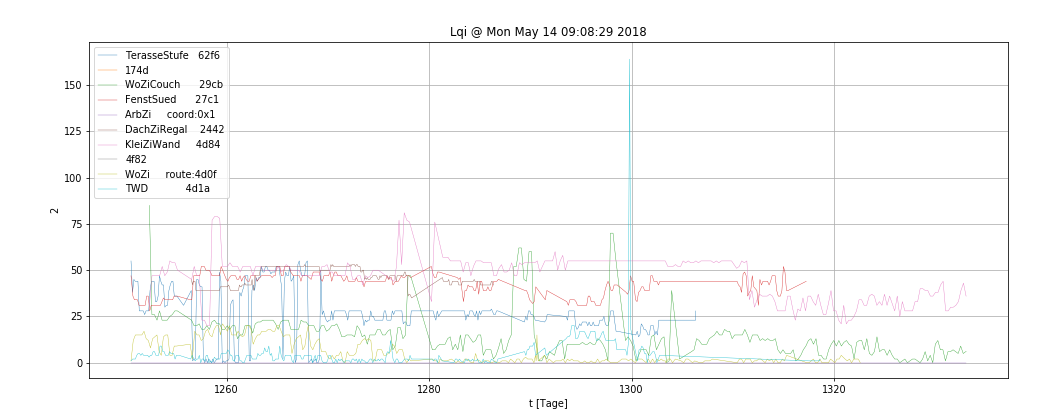 Lqi @ Mon May 14 09:08:29 2018
TerasseStufe 62f6
174d
WoZiCouch 29cb
FenstSued 27c1
ArbZi coord:0x1
DachZiRegal 2442
KleiZiWand 4d84
4f82
WoZi route:4d0f
TWD 4d1a
150
125
100
75
50
25
0
2
1260 1280 1300 1320
t [Tage]